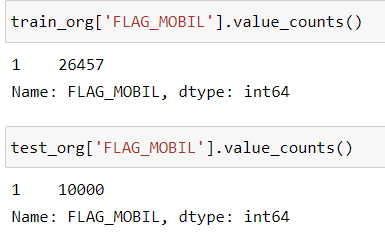 train_org['FLAG_MOBIL'].value_counts()
1    26457
Name: FLAG_MOBIL, dtype: int64
test_org['FLAG_MOBIL'].value_counts()
1    10000
Name: FLAG_MOBIL, dtype: int64